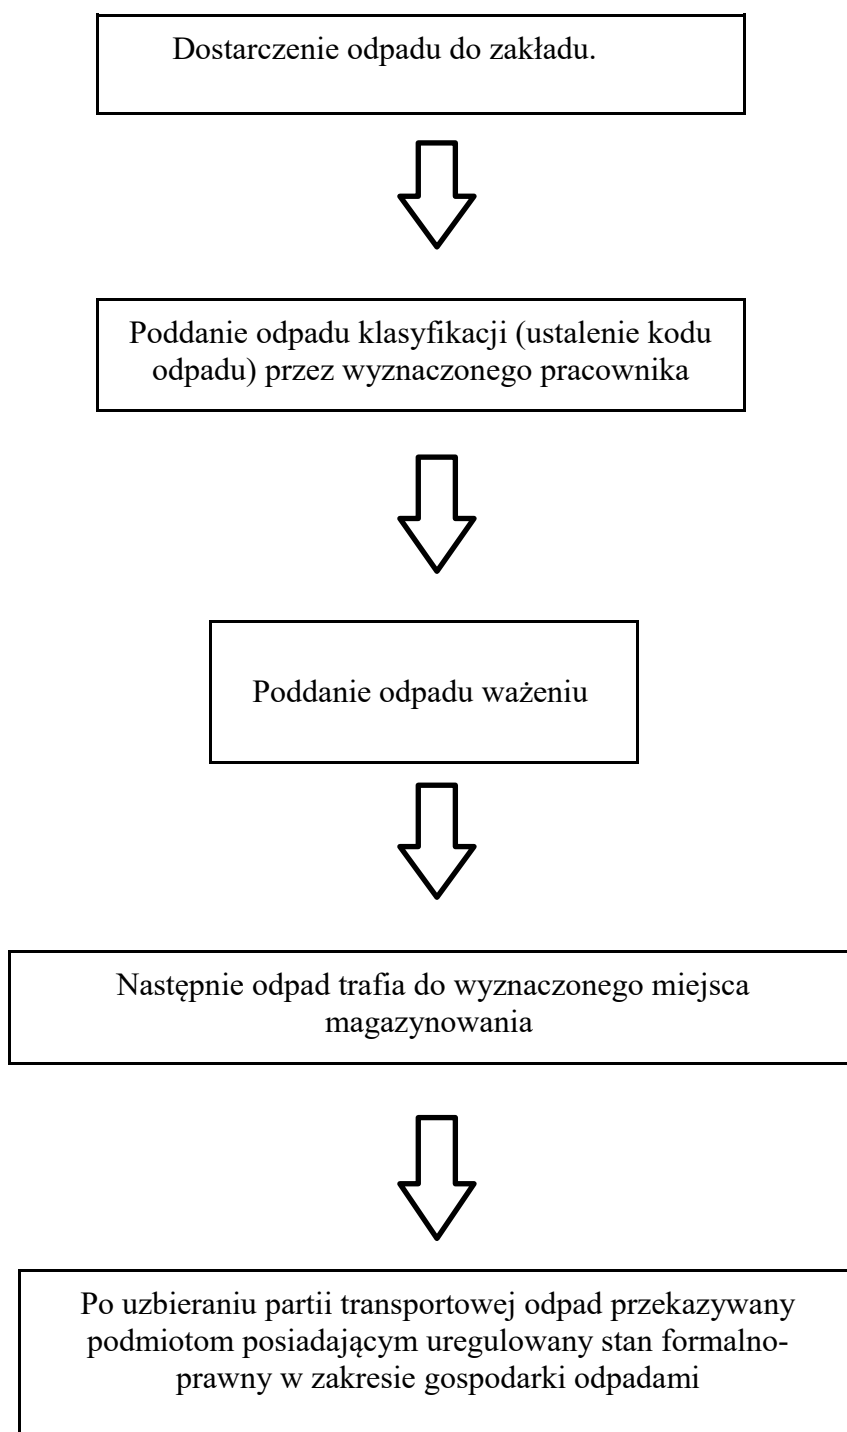 Dostarczenie odpadu do zakładu.
Poddanie odpadu klasyfikacji (ustalenie kodu
odpadu) przez wyznaczonego pracownika
Poddanie odpadu ważeniu
Następnie odpad trafia do wyznaczonego miejsca
magazynowania
Po uzbieraniu partii transportowej odpad przekazywany
podmiotom posiadającym uregulowany stan formalno-
prawny w zakresie gospodarki odpadami